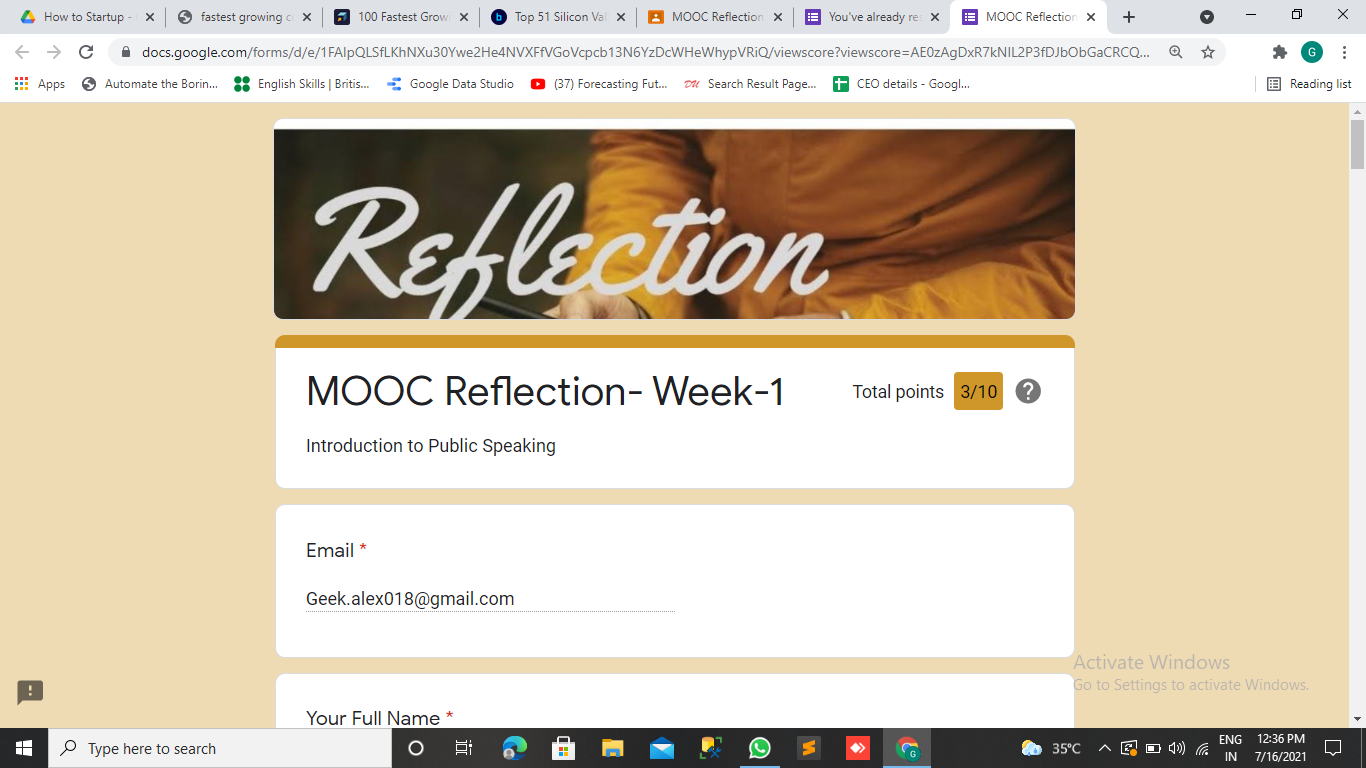 How to Startup -
fastest growing c
100 Fastest Grow
Top 51 Silicon Val
MOOC Reflection
You've already re
MOOC Reflection
docs.google.com/forms/d/e/1FAIpQLSfLKhNXu30Ywe2He4NVXFfVGoVcpcb13N6YzDcWHeWhypVRiQ/viewscore?viewscore=AE0zAgDxR7kNIL2P3fDJbObGaCRCQ...
G
Apps
Automate the Borin...
English Skills | Britis...
Google Data Studio
(37) Forecasting Fut...
DU Search Result Page...
CEO details - Googl...
Reading list
Reflection
MOOC Reflection- Week-1
Total points 3/10
Introduction to Public Speaking
Email *
Geek.alex018@gmail.com
Your Full Name *
Activate Windows
Go to Settings to activate Windows.
Type here to search
35°C
ENG
IN
12:36 PM
7/16/2021